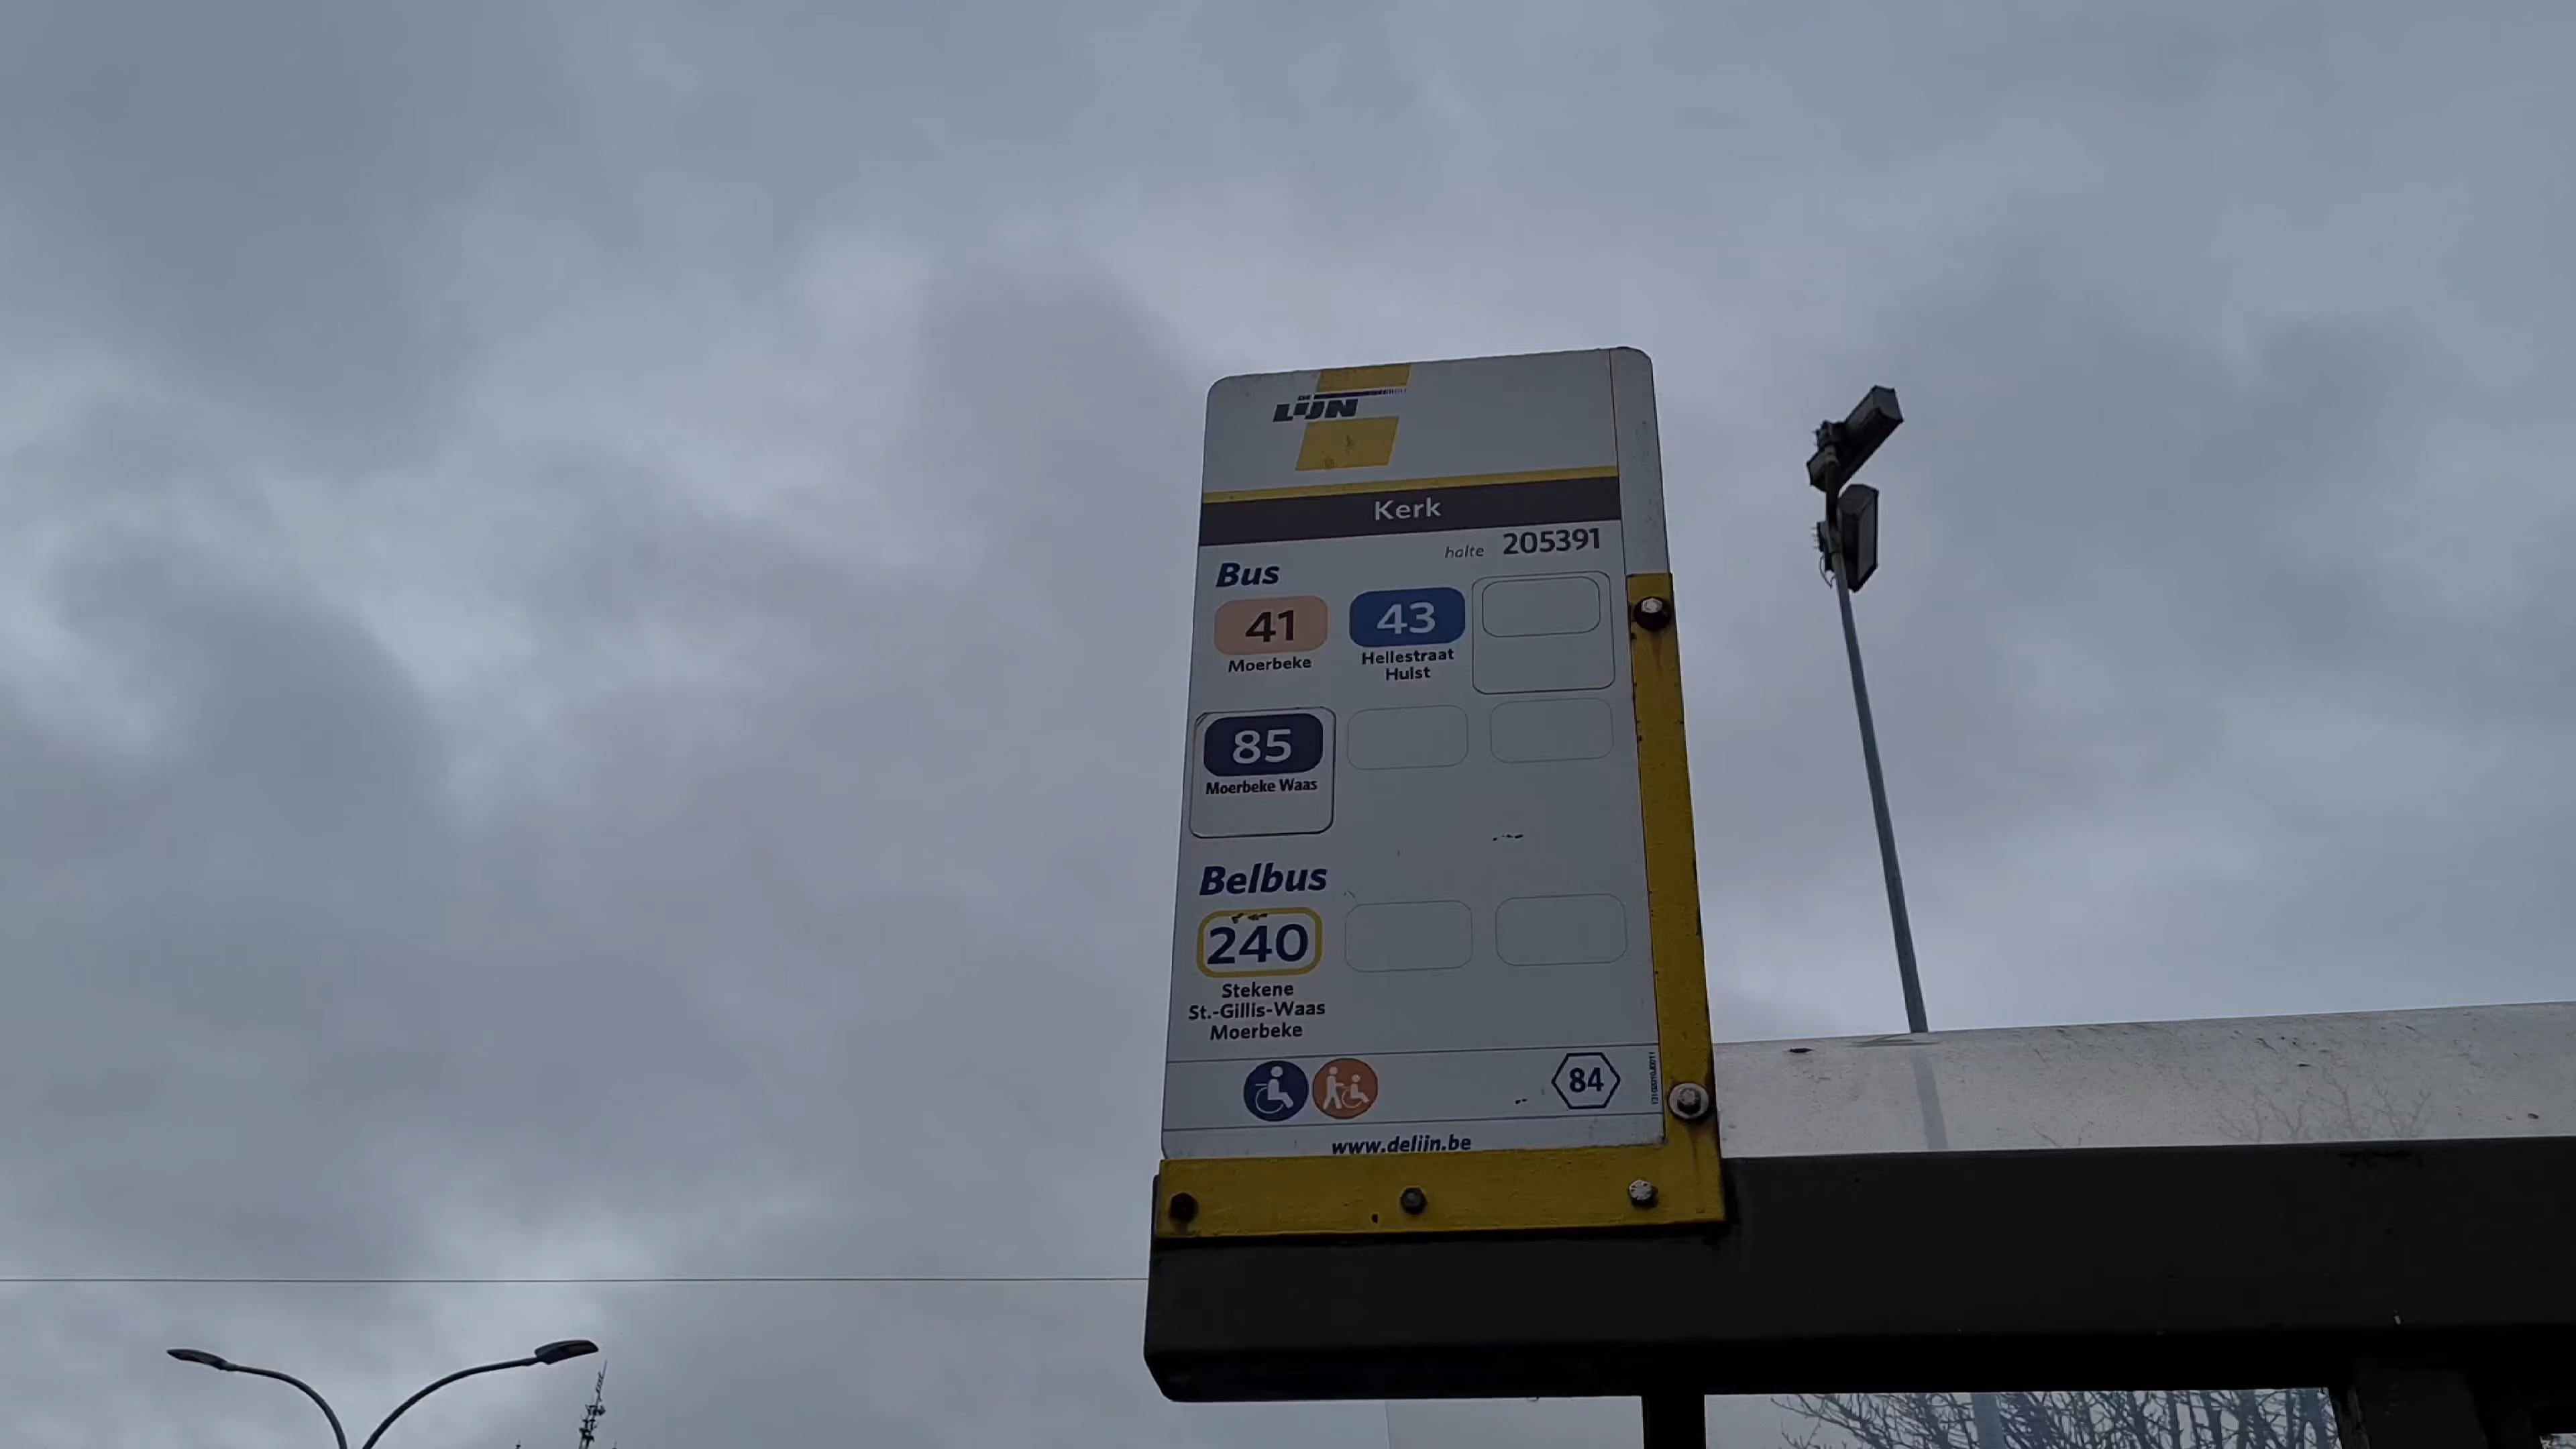 DE
LIJN
Kerk
halte 205391
Bus
41 43
Moerbeke
Hellestraat
Hulst
85
Moerbeke Waas
Belbus
240
Stekene
St.-Gillis-Waas
Moerbeke
84
www.delijn.be